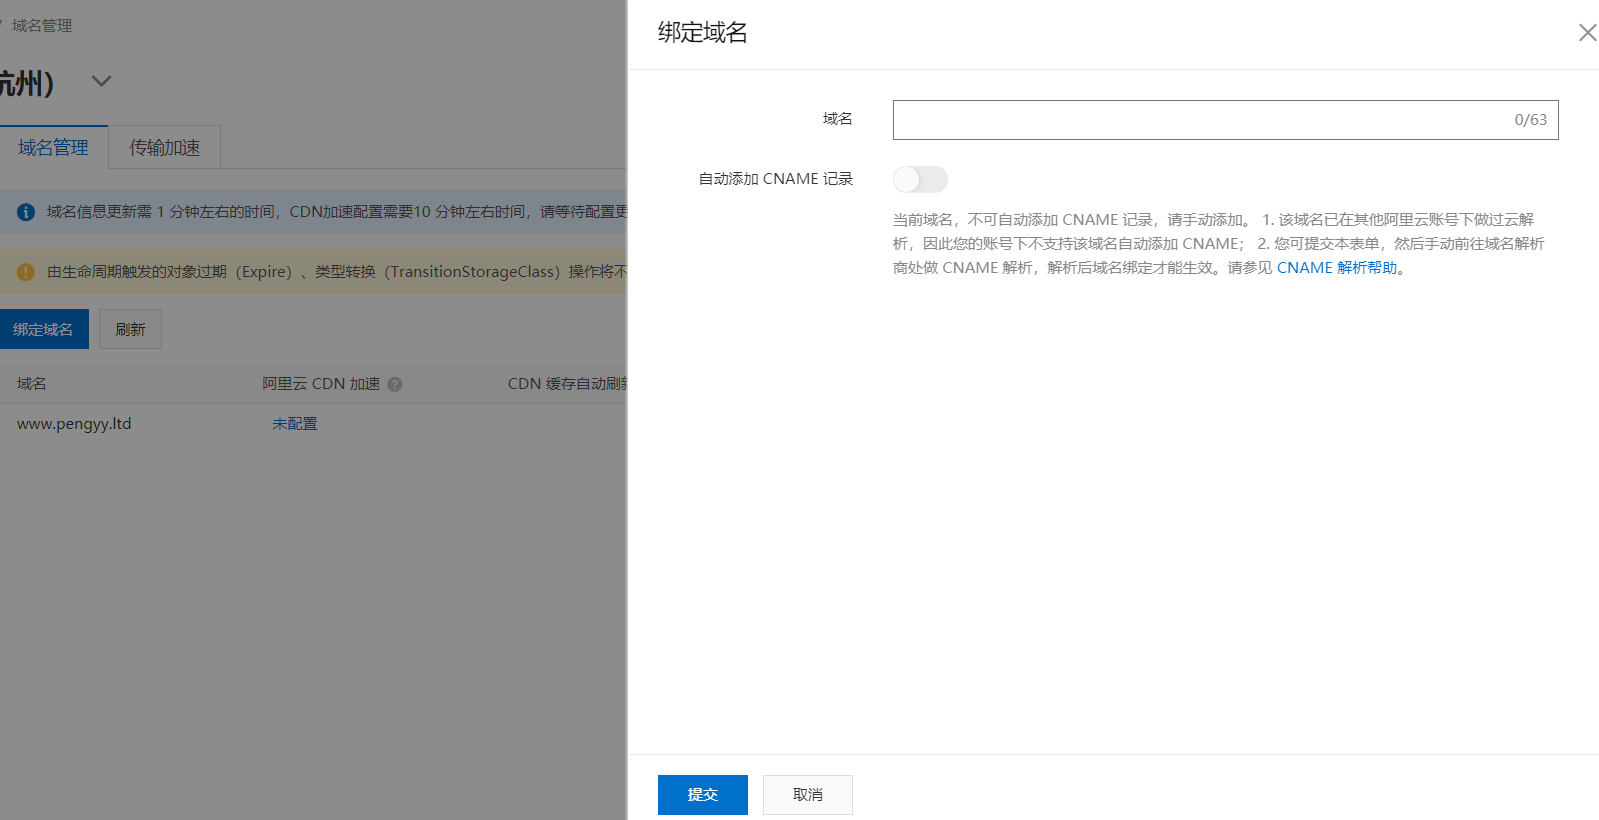 / 域名管理
杭州）
域名管理
传输加速
域名信息更新需 1 分钟左右的时间，CDN加速配置需要10 分钟左右时间，请等待配置更
由生命周期触发的对象过期（Expire）、类型转换（TransitionStorageClass）操作将不
绑定域名
刷新
域名
阿里云 CDN 加速
CDN 缓存自动刷新
www.pengyy.ltd
未配置
绑定域名
域名
0/63
自动添加 CNAME 记录
当前域名，不可自动添加 CNAME 记录，请手动添加。 1. 该域名已在其他阿里云账号下做过云解
析，因此您的账号下不支持该域名自动添加 CNAME； 2. 您可提交本表单，然后手动前往域名解析
商处做 CNAME 解析，解析后域名绑定才能生效。请参见 CNAME 解析帮助。
提交
取消